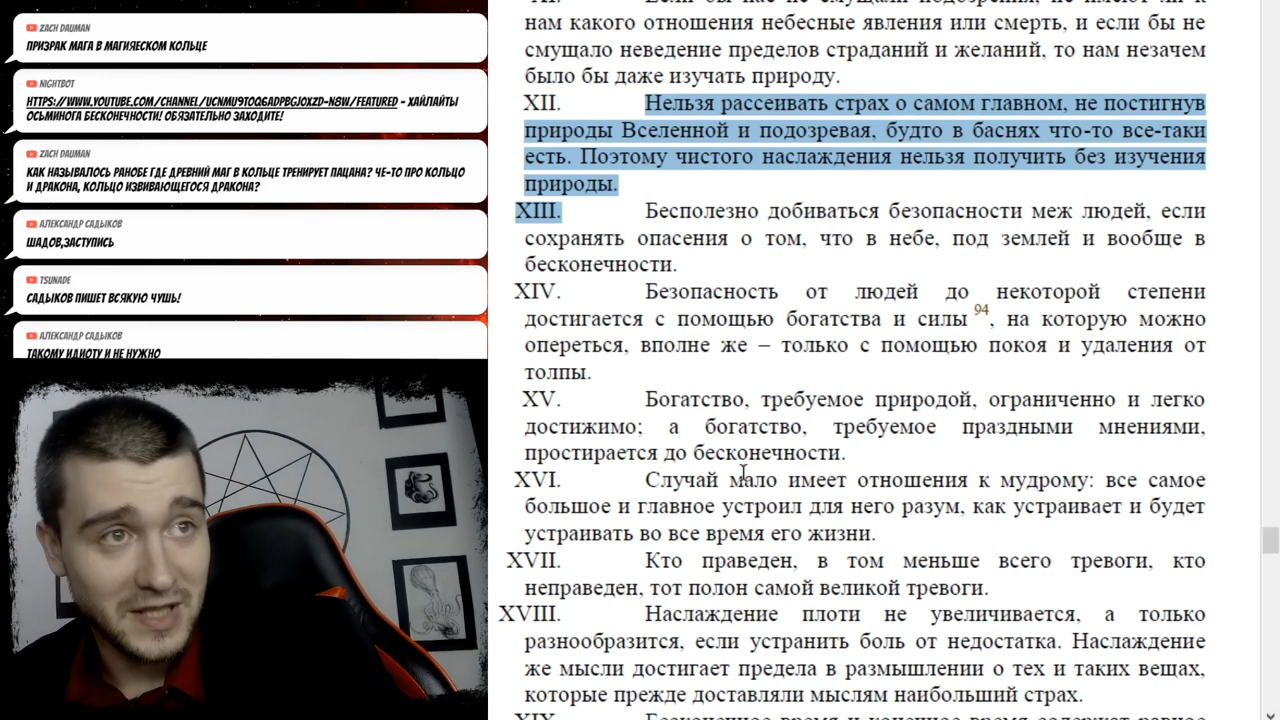 ZACH DAUMAN
ПРИЗРАК МАГА В МАГИЯЕСКОМ КОЛЬЦЕ
NIGHTBOT
HTTPS://WWW.YOUTUBE.COM/CHANNEL/UCNMU9TOQ6ADPBGJOXZD-N8W/FEATURED - ХАЙЛАЙТЫ
ОСЬМИНОГА БЕСКОНЕЧНОСТИ! ОБЯЗАТЕЛЬНО ЗАХОДИТЕ!
ZACH DAUMAN
КАК НАЗЫВАЛОСЬ РАНОБЕ ГДЕ ДРЕВНИЙ МАГ В КОЛЬЦЕ ТРЕНИРУЕТ ПАЦАНА? ЧЕ-ТО ПРО КОЛЬЦО
И ДРАКОНА, КОЛЬЦО ИЗВИВАЮЩЕГОСЯ ДРАКОНА?
АЛЕКСАНДР САДЫКОВ
ШАДОВ,ЗАСТУПИСЬ
TSUNADE
САДЫКОВ ПИШЕТ ВСЯКУЮ ЧУШЬ!
АЛЕКСАНДР САДЫКОВ
ТАКОМУ ИДИОТУ И НЕ НУЖНО
нам какого отношения небесные явления или смерть, и если бы не
смущало неведение пределов страданий и желаний, то нам незачем
было бы даже изучать природу.
XII. Нельзя рассеивать страх о самом главном, не постигнув
природы Вселенной и подозревая, будто в баснях что-то все-таки
есть. Поэтому чистого наслаждения нельзя получить без изучения
природы.
XIII. Бесполезно добиваться безопасности меж людей, если
сохранять опасения о том, что в небе, под землей и вообще в
бесконечности.
XIV. Безопасность от людей до некоторой степени
достигается с помощью богатства и силы 94, на которую можно
опереться, вполне же – только с помощью покоя и удаления от
толпы.
XV. Богатство, требуемое природой, ограниченно и легко
достижимо; а богатство, требуемое праздными мнениями,
простирается до бесконечности.
XVI. Случай мало имеет отношения к мудрому: все самое
большое и главное устроил для него разум, как устраивает и будет
устраивать во все время его жизни.
XVII. Кто праведен, в том меньше всего тревоги, кто
неправеден, тот полон самой великой тревоги.
XVIII. Наслаждение плоти не увеличивается, а только
разнообразится, если устранить боль от недостатка. Наслаждение
же мысли достигает предела в размышлении о тех и таких вещах,
которые прежде доставляли мыслям наибольший страх.